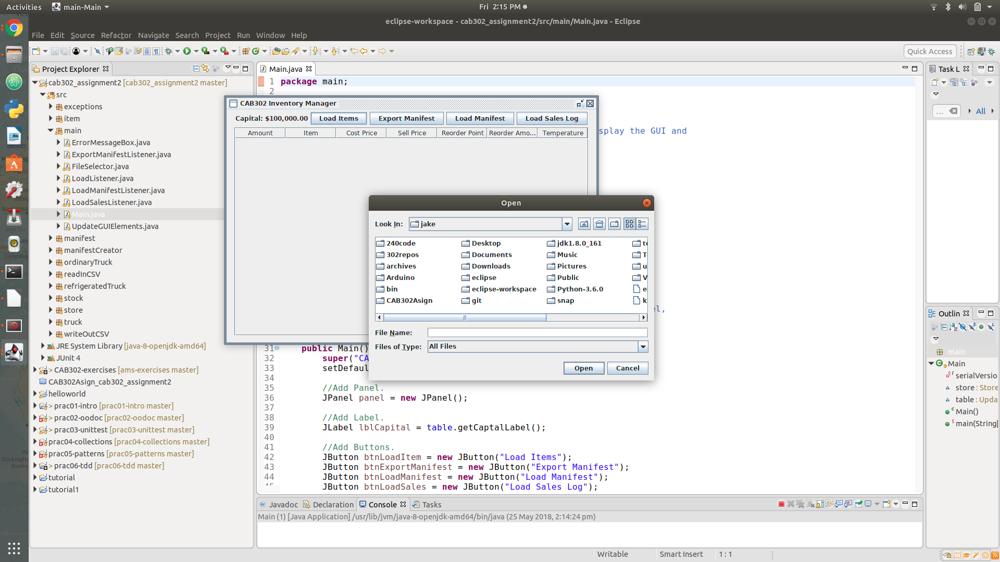 Activities
main-Main
Fri 2:15 PM
eclipse-workspace - cab302_assignment2/src/main/Main.java - Eclipse
File Edit Source Refactor Navigate Search Project Run Window Help
Quick Access
Project Explorer
cab302_assignment2 [cab302_assignment2 master]
src
exceptions
item
main
ErrorMessageBox.java
ExportManifestListener.java
FileSelector.java
LoadListener.java
LoadManifestListener.java
LoadSalesListener.java
Main.java
UpdateGUIElements.java
manifest
manifestCreator
ordinaryTruck
readInCSV
refrigeratedTruck
stock
store
truck
writeOutCSV
JRE System Library [java-8-openjdk-amd64]
JUnit 4
> CAB302-exercises [ams-exercises master]
CAB302Asign_cab302_assignment2
helloworld
> prac01-intro [prac01-intro master]
> prac02-oodoc [prac02-oodoc master]
> prac03-unittest [prac03-unittest master]
prac04-collections [prac04-collections master]
prac05-patterns [prac05-patterns master]
> prac06-tdd [prac06-tdd master]
tutorial
tutorial1
Main.java
1 package main;
2
splay the GUI and
el,
31 public Main()
32 super("CA
33 setDefaul
34
35 //Add Panel.
36 JPanel panel = new JPanel();
37
38 //Add Label.
39 JLabel lblCapital = table.getCaptalLabel();
40
41 //Add Buttons.
42 JButton btnLoadItem = new JButton("Load Items");
43 JButton btnExportManifest = new JButton("Export Manifest");
44 JButton btnLoadManifest = new JButton("Load Manifest");
45 JButton btnLoadSales = new JButton("Load Sales Log");
CAB302 Inventory Manager
Capital: $100,000.00 Load Items Export Manifest Load Manifest Load Sales Log
Amount Item Cost Price Sell Price Reorder Point Reorder Amo... Temperature
Open
Look In: jake
240code Desktop jdk1.8.0_161
302repos Documents Music
archives Downloads Pictures
Arduino eclipse Public
bin eclipse-workspace Python-3.6.0
CAB302Asign git snap
File Name:
Files of Type: All Files
Open Cancel
Task L
... All
Outlin
main
Main
serialVersio
store : Store
table : Upda
Main()
main(String[
@ Javadoc Declaration Console Tasks
Main (1) [Java Application] /usr/lib/jvm/java-8-openjdk-amd64/bin/java (25 May 2018, 2:14:24 pm)
Writable Smart Insert 1 : 1